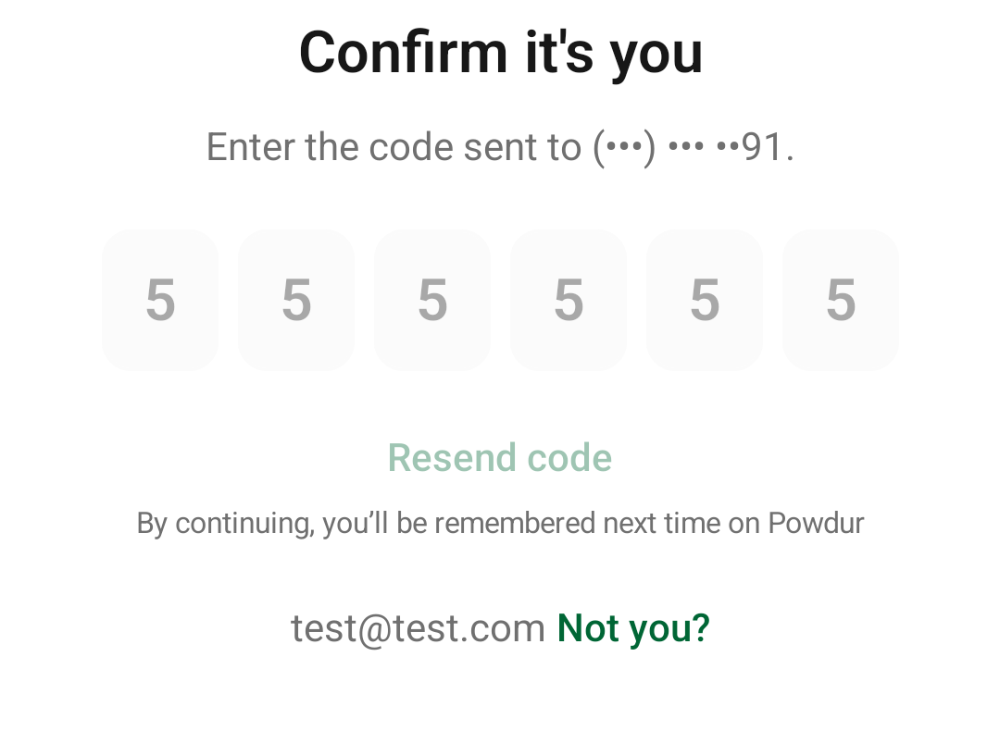 Confirm it's you
Enter the code sent to (•••) ••• ••91.
5 5 5 5 5 5
Resend code
By continuing, you’ll be remembered next time on Powdur
test@test.com Not you?